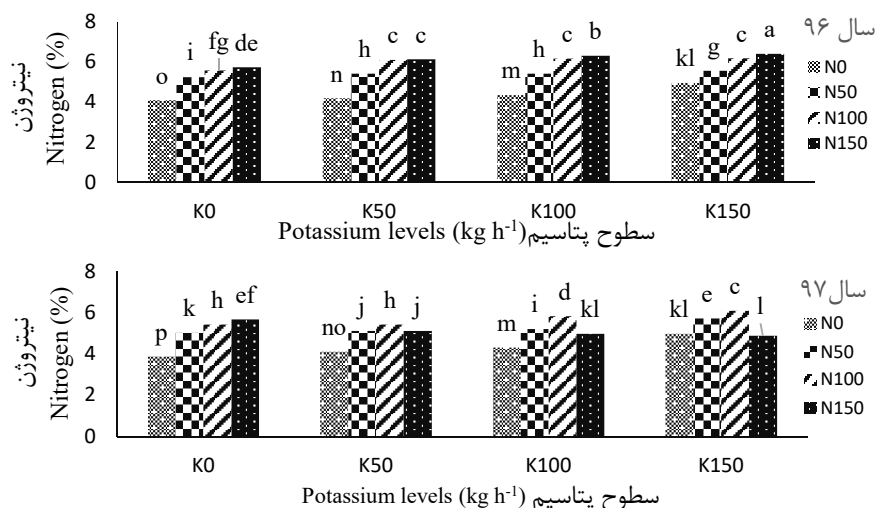 سال ۹۶
نیتروژن
Nitrogen (%)
8
6
4
2
0
o i fg de
n h c c
m h c b
kl g c a
N0
N50
N100
N150
K0 K50 K100 K150
Potassium levels (kg h-1)سطوح پتاسیم
سال۹۷
نیتروژن
Nitrogen (%)
8
6
4
2
0
p k h ef
no j h j
m i d kl
kl e c l
N0
N50
N100
N150
K0 K50 K100 K150
Potassium levels (kg h-1) سطوح پتاسیم